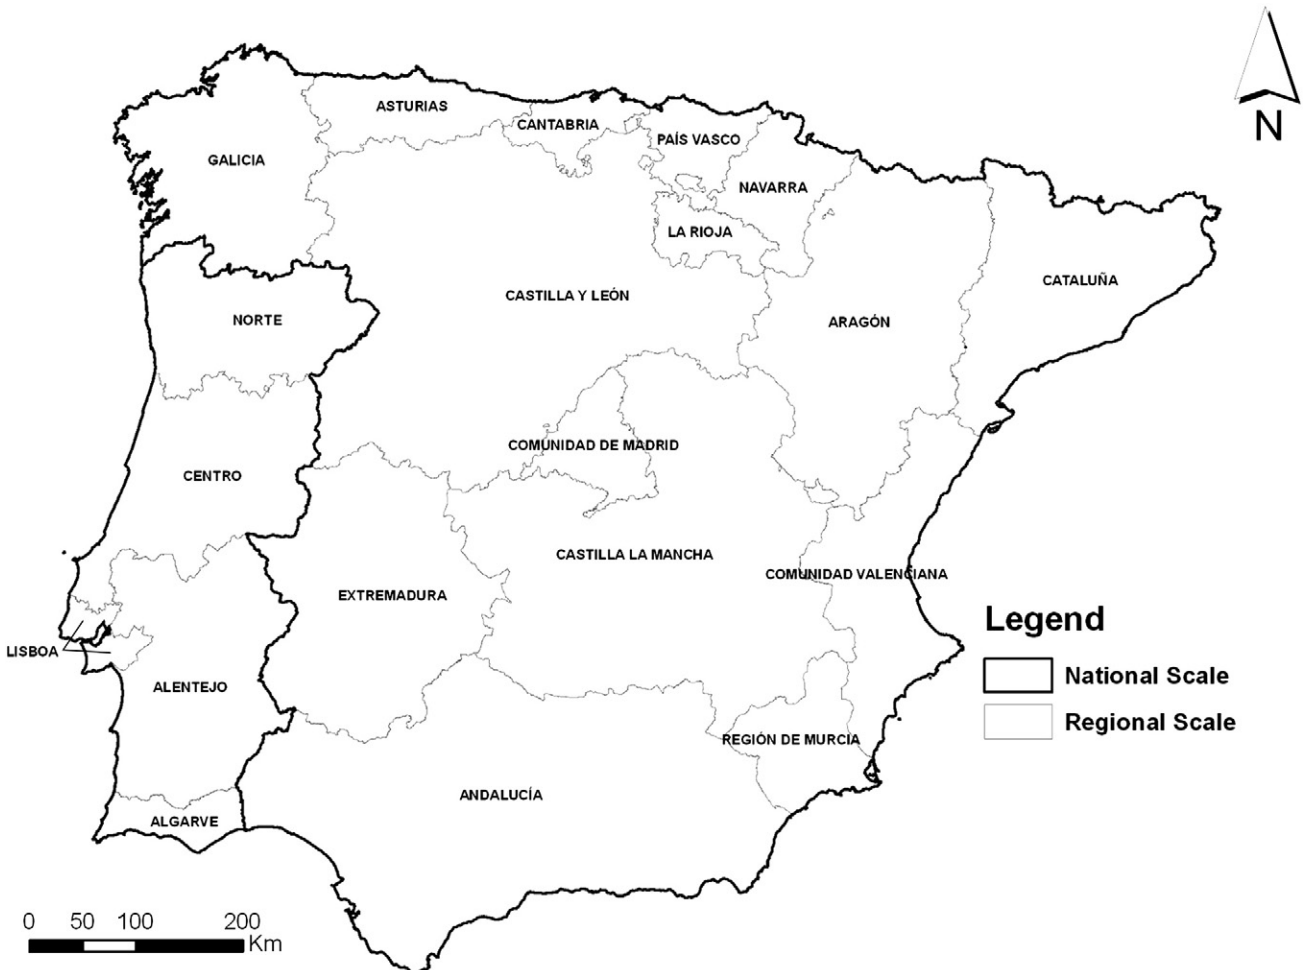 N
ASTURIAS
CANTABRIA
PAÍS VASCO
GALICIA
NAVARRA
LA RIOJA
CATALUÑA
CASTILLA Y LEÓN
NORTE
ARAGÓN
COMUNIDAD DE MADRID
CENTRO
CASTILLA LA MANCHA
COMUNIDAD VALENCIANA
EXTREMADURA
Legend
LISBOA
National Scale
ALENTEJO
Regional Scale
REGIÓN DE MURCIA
ANDALUCÍA
ALGARVE
0 50 100 200
Km